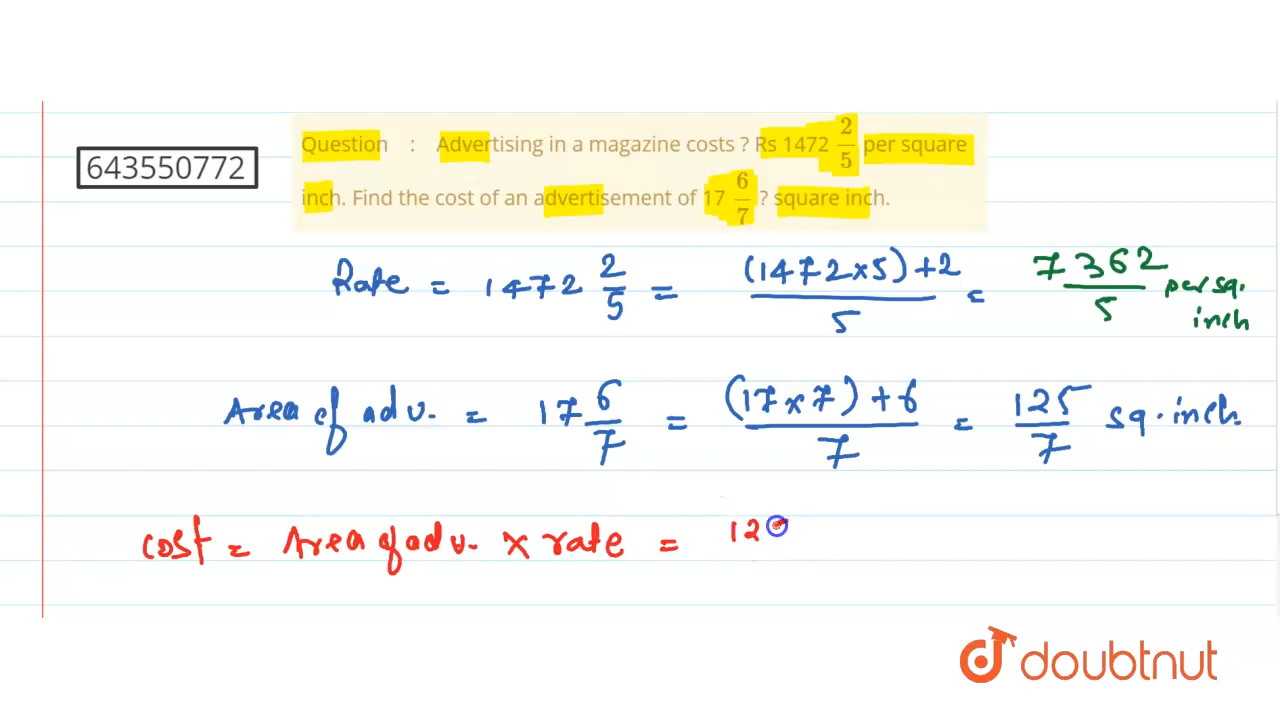 643550772
Question : Advertising in a magazine costs ? Rs 1472 2/5 per square
inch. Find the cost of an advertisement of 17 6/7 ? square inch.
Rate = 1472 2/5 = (1472×5)+2/5 = 7362/5 per sq. inch
Area of adv. = 17 6/7 = (17×7)+6/7 = 125/7 sq. inch.
cost = Area of adv. × rate = 12
doubtnut